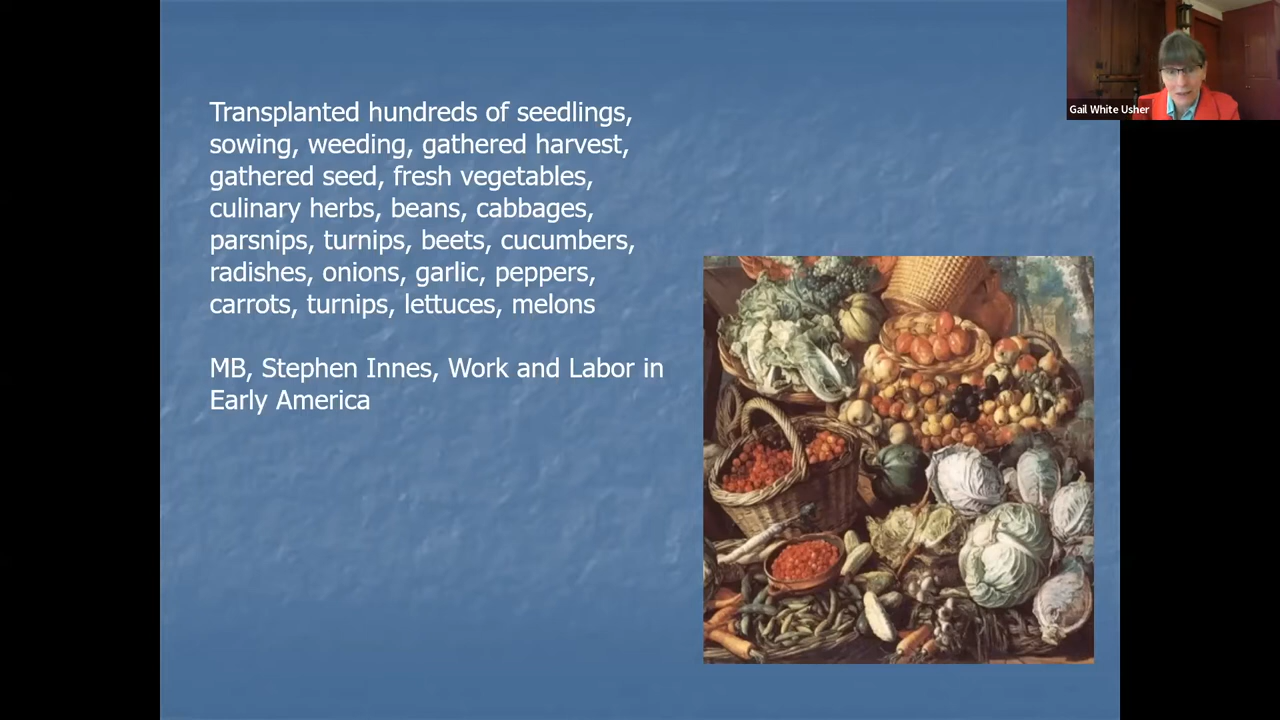 Transplanted hundreds of seedlings,
sowing, weeding, gathered harvest,
gathered seed, fresh vegetables,
culinary herbs, beans, cabbages,
parsnips, turnips, beets, cucumbers,
radishes, onions, garlic, peppers,
carrots, turnips, lettuces, melons
MB, Stephen Innes, Work and Labor in
Early America
Gail White Usher